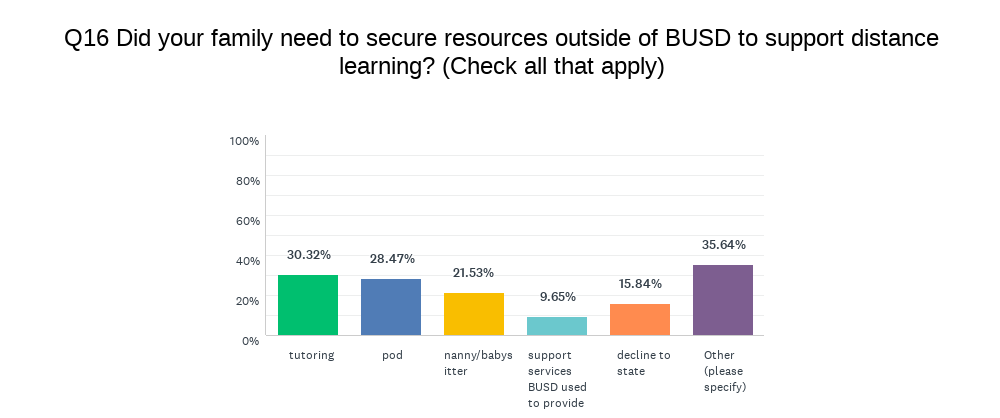 Q16 Did your family need to secure resources outside of BUSD to support distance
learning? (Check all that apply)
100%
80%
60%
40%
20%
0%
30.32%
28.47%
21.53%
9.65%
15.84%
35.64%
tutoring
pod
nanny/babys
itter
support
services
BUSD used
to provide
decline to
state
Other
(please
specify)